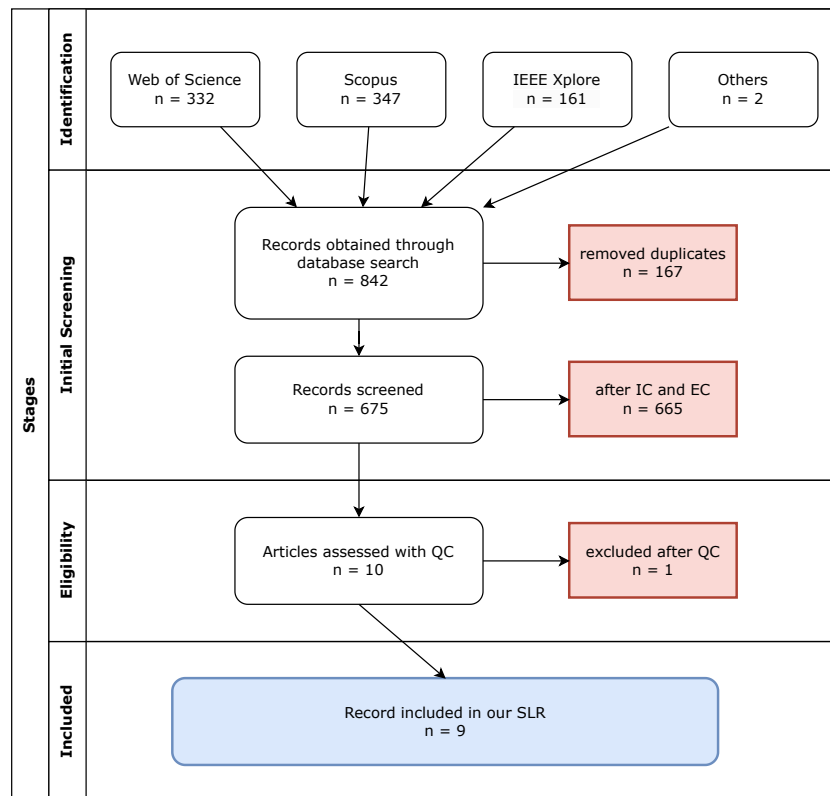 Stages
Identification
Web of Science
n = 332
Scopus
n = 347
IEEE Xplore
n = 161
Others
n = 2
Initial Screening
Records obtained through
database search
n = 842
removed duplicates
n = 167
Records screened
n = 675
after IC and EC
n = 665
Eligibility
Articles assessed with QC
n = 10
excluded after QC
n = 1
Included
Record included in our SLR
n = 9